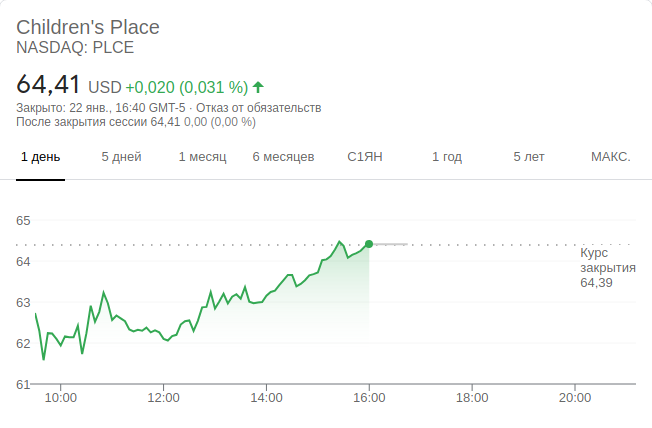 Children's Place
NASDAQ: PLCE
64,41 USD +0,020 (0,031 %)
Закрыто: 22 янв., 16:40 GMT-5 · Отказ от обязательств
После закрытия сессии 64,41 0,00 (0,00 %)
1 день 5 дней 1 месяц 6 месяцев С1ЯН 1 год 5 лет МАКС.
65
64
63
62
61
Курс
закрытия
64,39
10:00 12:00 14:00 16:00 18:00 20:00